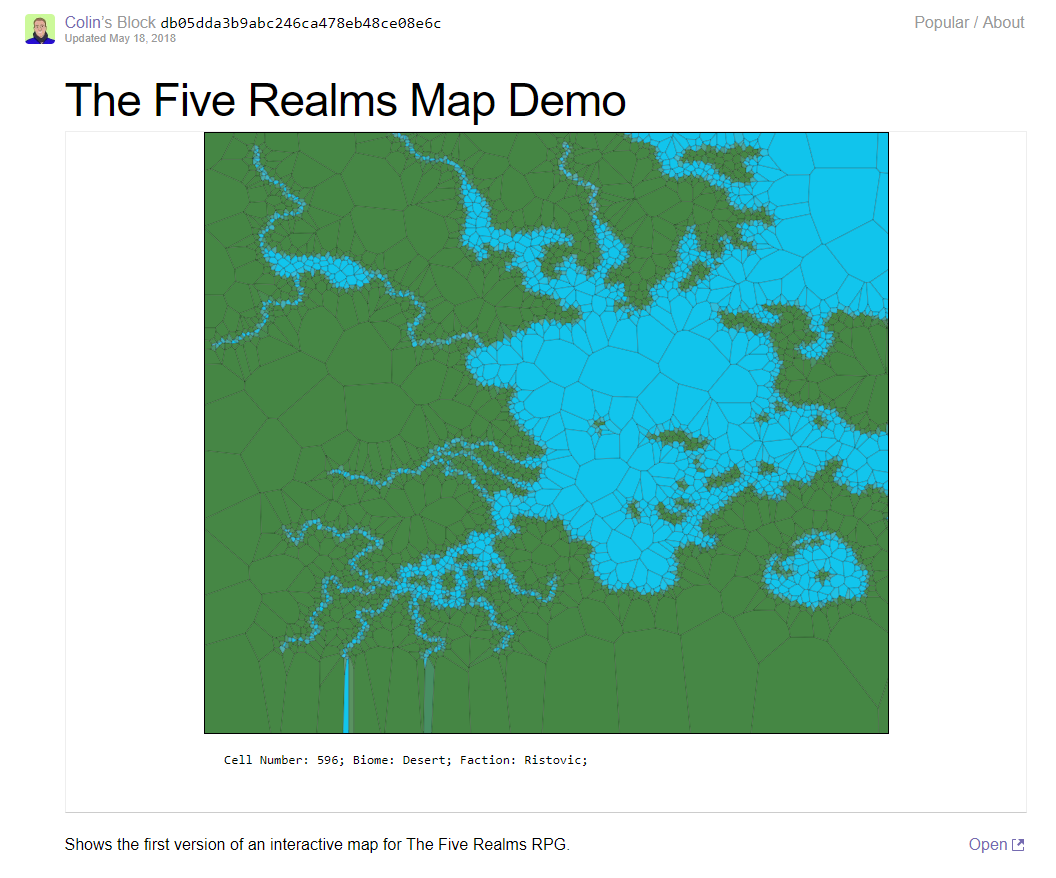 Colin's Block db05dda3b9abc246ca478eb48ce08e6c
Popular / About
Updated May 18, 2018
The Five Realms Map Demo
Cell Number: 596; Biome: Desert; Faction: Ristovic;
Shows the first version of an interactive map for The Five Realms RPG.
Open